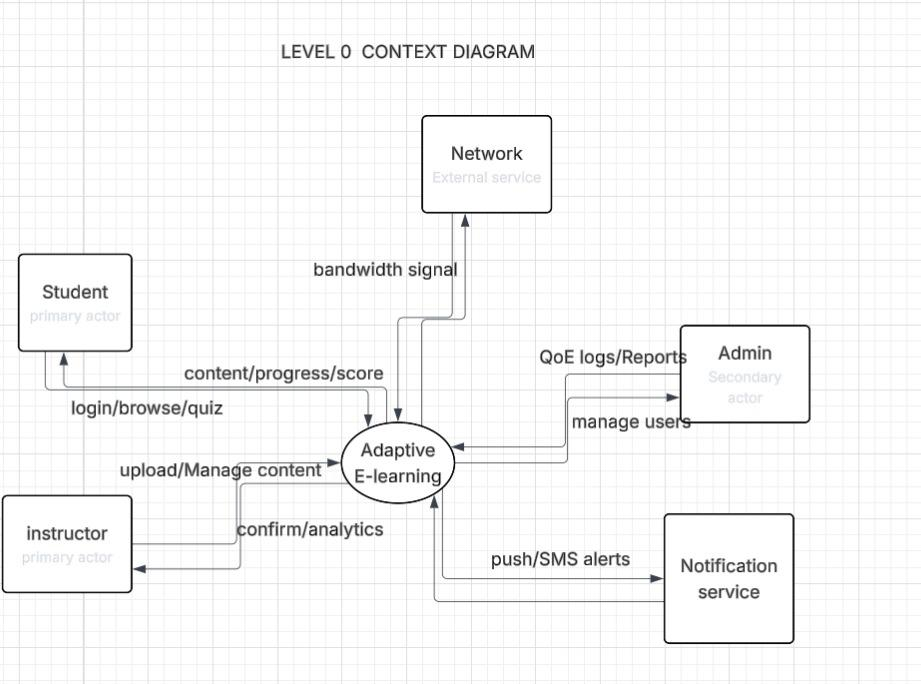 LEVEL 0 CONTEXT DIAGRAM
Network
External service
bandwidth signal
Student
primary actor
content/progress/score
login/browse/quiz
QoE logs/Reports
Admin
Secondary
actor
manage users
Adaptive
E-learning
upload/Manage content
instructor
primary actor
confirm/analytics
push/SMS alerts
Notification
service